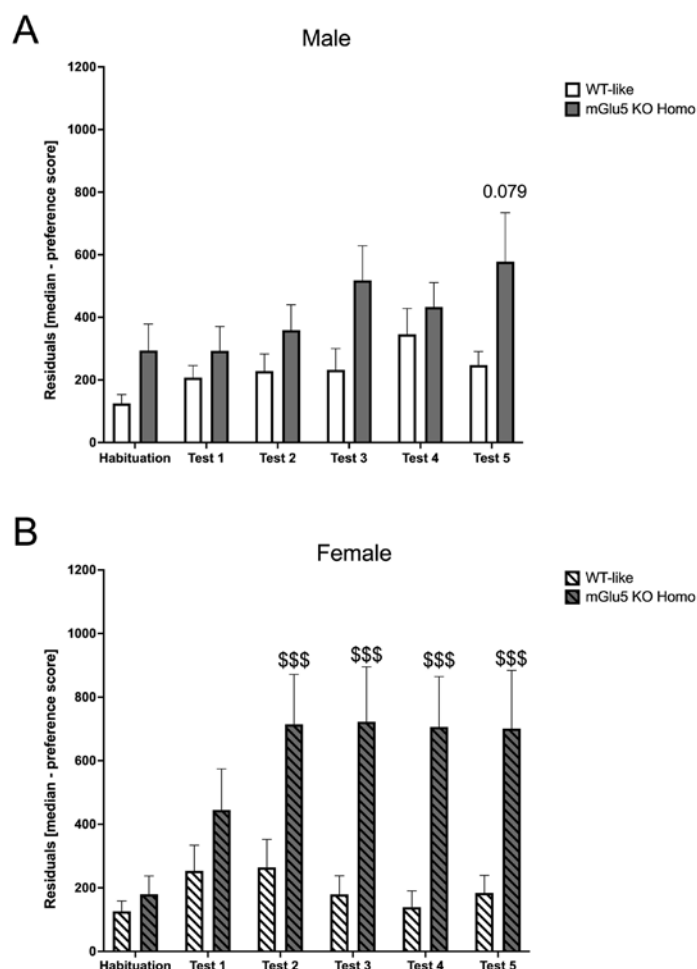 A
Male
1200
1000
800
600
400
200
0
Residuals [median - preference score]
WT-like
mGlu5 KO Homo
0.079
Habituation Test 1 Test 2 Test 3 Test 4 Test 5
B
Female
1200
1000
800
600
400
200
0
Residuals [median - preference score]
WT-like
mGlu5 KO Homo
$$$ $$$ $$$ $$$
Habituation Test 1 Test 2 Test 3 Test 4 Test 5